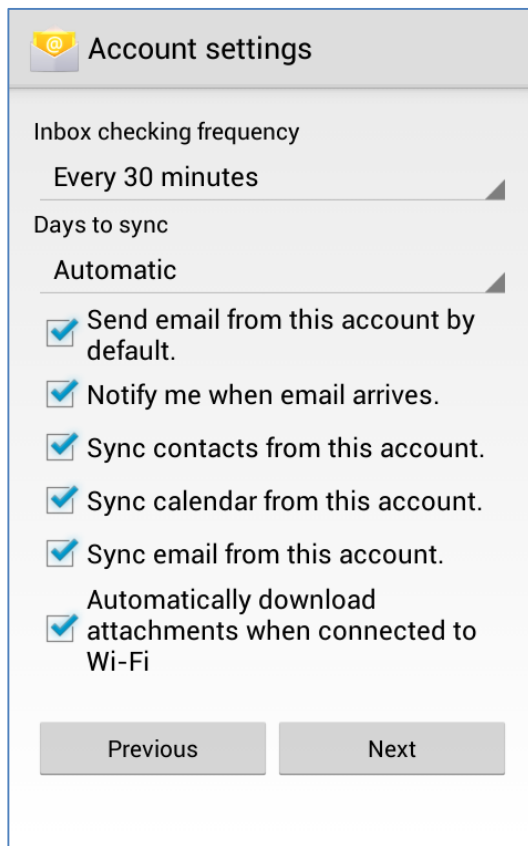 Account settings
Inbox checking frequency
Every 30 minutes
Days to sync
Automatic
Send email from this account by
default.
Notify me when email arrives.
Sync contacts from this account.
Sync calendar from this account.
Sync email from this account.
Automatically download
attachments when connected to
Wi-Fi
Previous Next